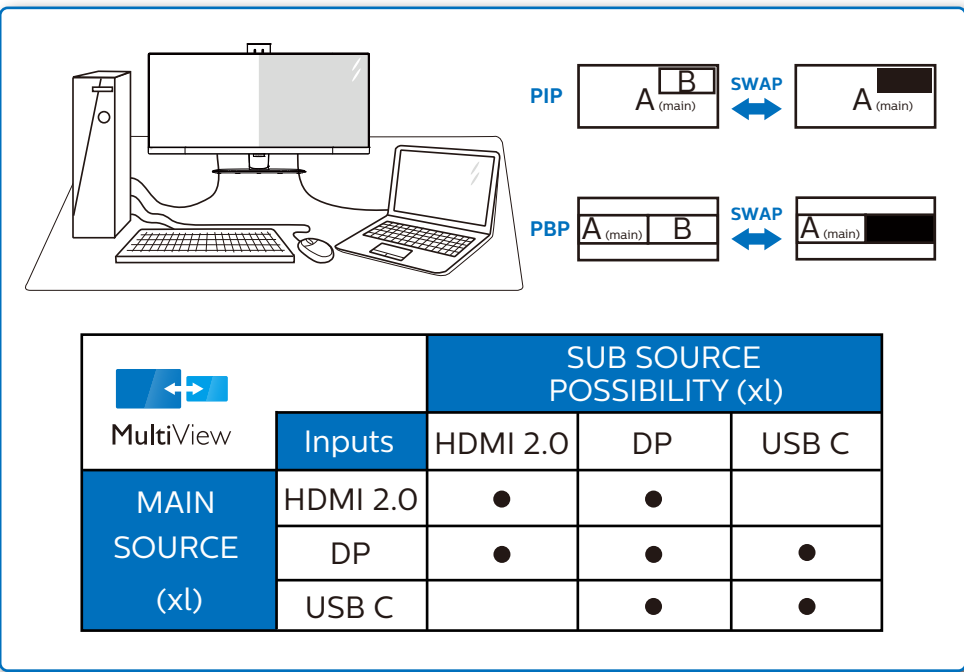 PIP
A (main)
B
SWAP
A (main)
PBP
A (main)
B
SWAP
A (main)
MultiView
SUB SOURCE
POSSIBILITY (xl)
Inputs
HDMI 2.0
DP
USB C
MAIN
SOURCE
(xl)
HDMI 2.0
● ●
DP
● ● ●
USB C
● ●